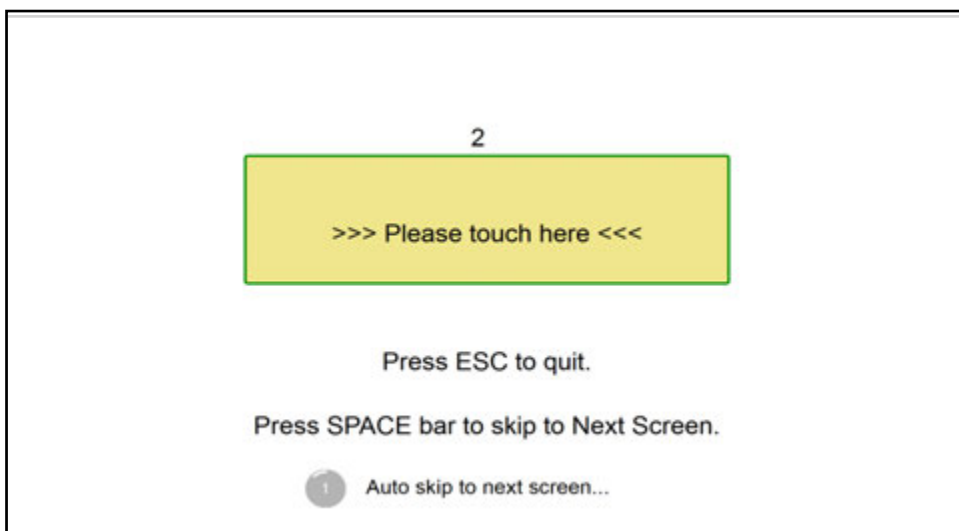 2
>>> Please touch here <<<
Press ESC to quit.
Press SPACE bar to skip to Next Screen.
1 Auto skip to next screen...